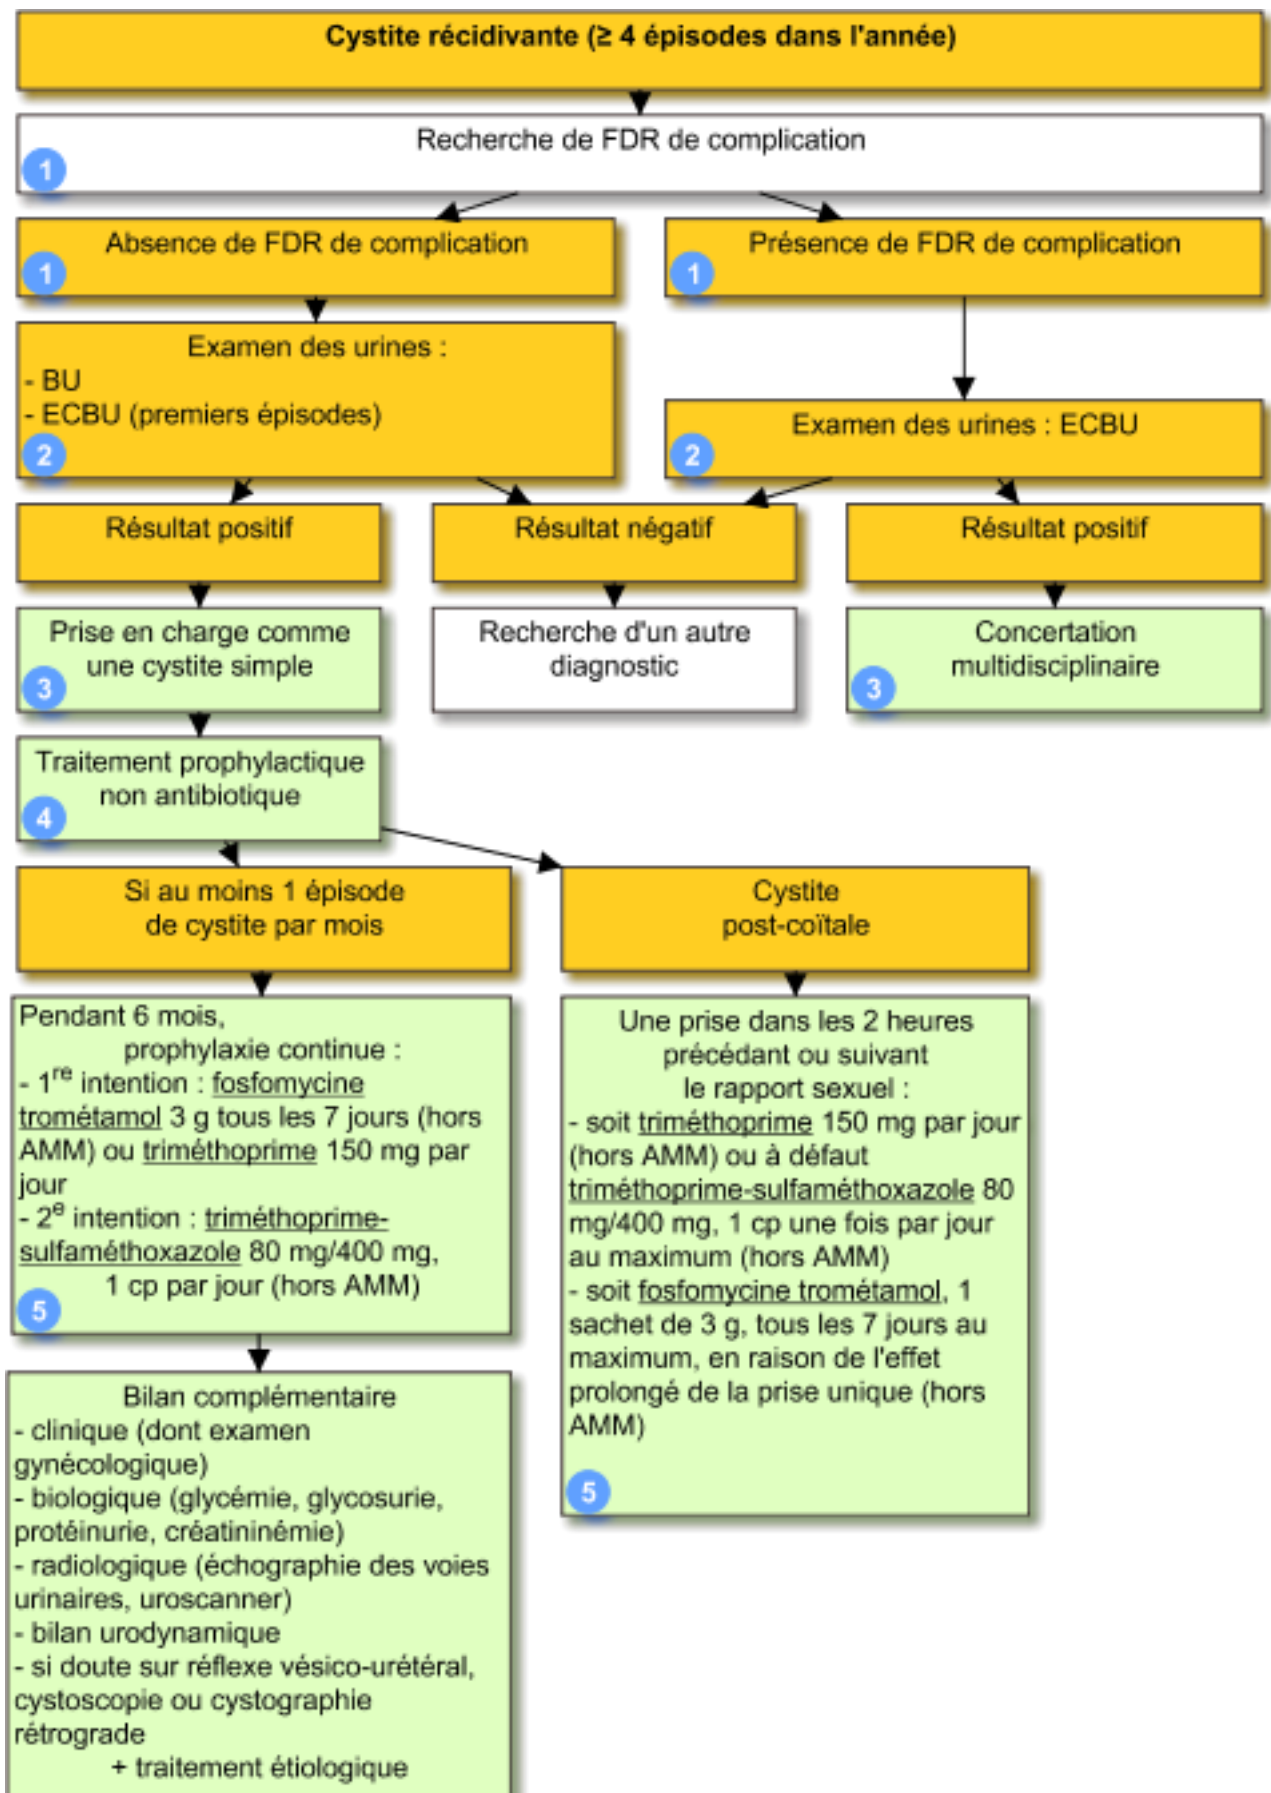 Cystite récidivante (≥ 4 épisodes dans l'année)
Recherche de FDR de complication
1
Absence de FDR de complication
1
Présence de FDR de complication
1
Examen des urines :
- BU
- ECBU (premiers épisodes)
2
Examen des urines : ECBU
2
Résultat positif
Résultat négatif
Résultat positif
Prise en charge comme
une cystite simple
3
Recherche d'un autre
diagnostic
Concertation
multidisciplinaire
3
Traitement prophylactique
non antibiotique
4
Si au moins 1 épisode
de cystite par mois
Cystite
post-coïtale
Pendant 6 mois,
prophylaxie continue :
- 1re intention : fosfomycine
trométamol 3 g tous les 7 jours (hors
AMM) ou triméthoprime 150 mg par
jour
- 2e intention : triméthoprime-
sulfaméthoxazole 80 mg/400 mg,
1 cp par jour (hors AMM)
5
Une prise dans les 2 heures
précédant ou suivant
le rapport sexuel :
- soit triméthoprime 150 mg par jour
(hors AMM) ou à défaut
triméthoprime-sulfaméthoxazole 80
mg/400 mg, 1 cp une fois par jour
au maximum (hors AMM)
- soit fosfomycine trométamol, 1
sachet de 3 g, tous les 7 jours au
maximum, en raison de l'effet
prolongé de la prise unique (hors
AMM)
5
Bilan complémentaire
- clinique (dont examen
gynécologique)
- biologique (glycémie, glycosurie,
protéinurie, créatininémie)
- radiologique (échographie des voies
urinaires, uroscanner)
- bilan urodynamique
- si doute sur réflexe vésico-urétéral,
cystoscopie ou cystographie
rétrograde
+ traitement étiologique